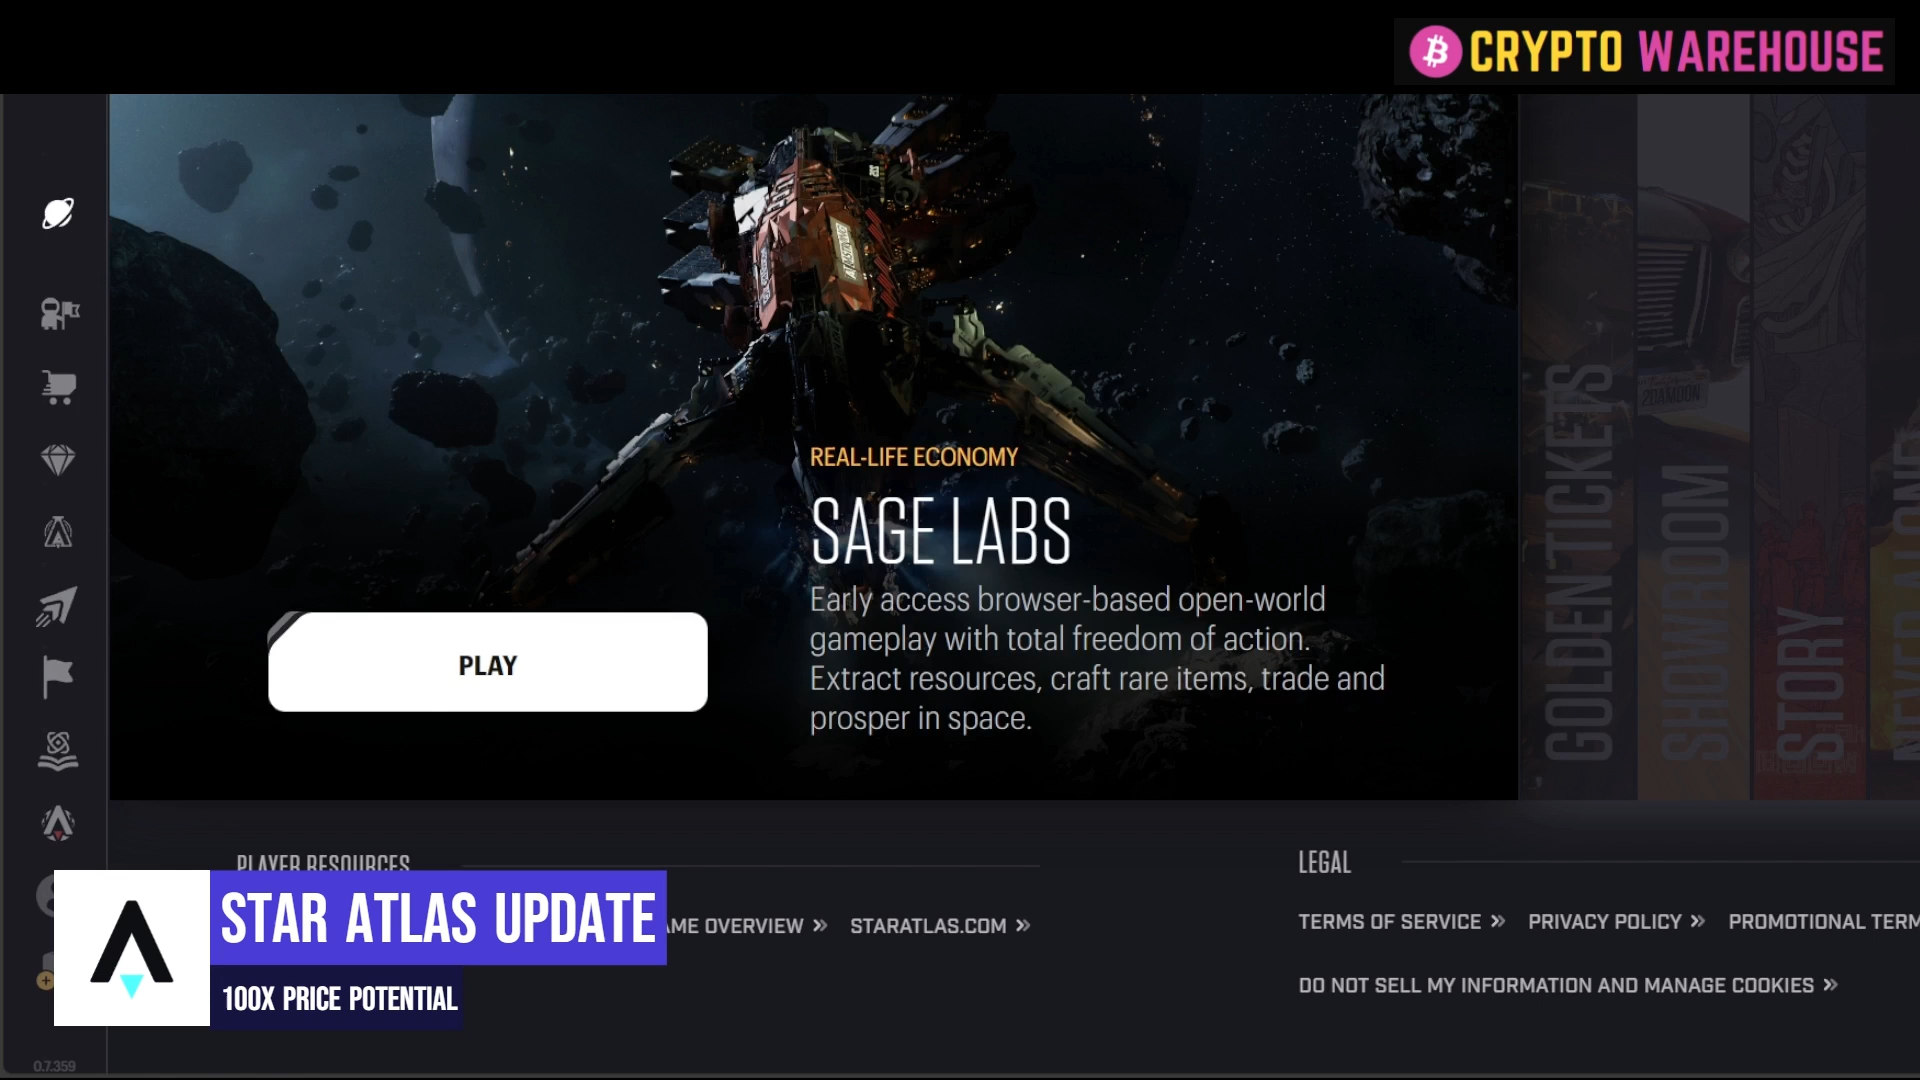 CRYPTO WAREHOUSE
REAL-LIFE ECONOMY
SAGE LABS
Early access browser-based open-world
gameplay with total freedom of action.
Extract resources, craft rare items, trade and
prosper in space.
PLAY
GOLDEN TICKETS
SHOWROOM
STORY
NEVER ALONE
PLAYER RESOURCES
AME OVERVIEW »
STARATLAS.COM »
LEGAL
TERMS OF SERVICE »
PRIVACY POLICY »
PROMOTIONAL TERM
DO NOT SELL MY INFORMATION AND MANAGE COOKIES »
STAR ATLAS UPDATE
100X PRICE POTENTIAL
0.7.359